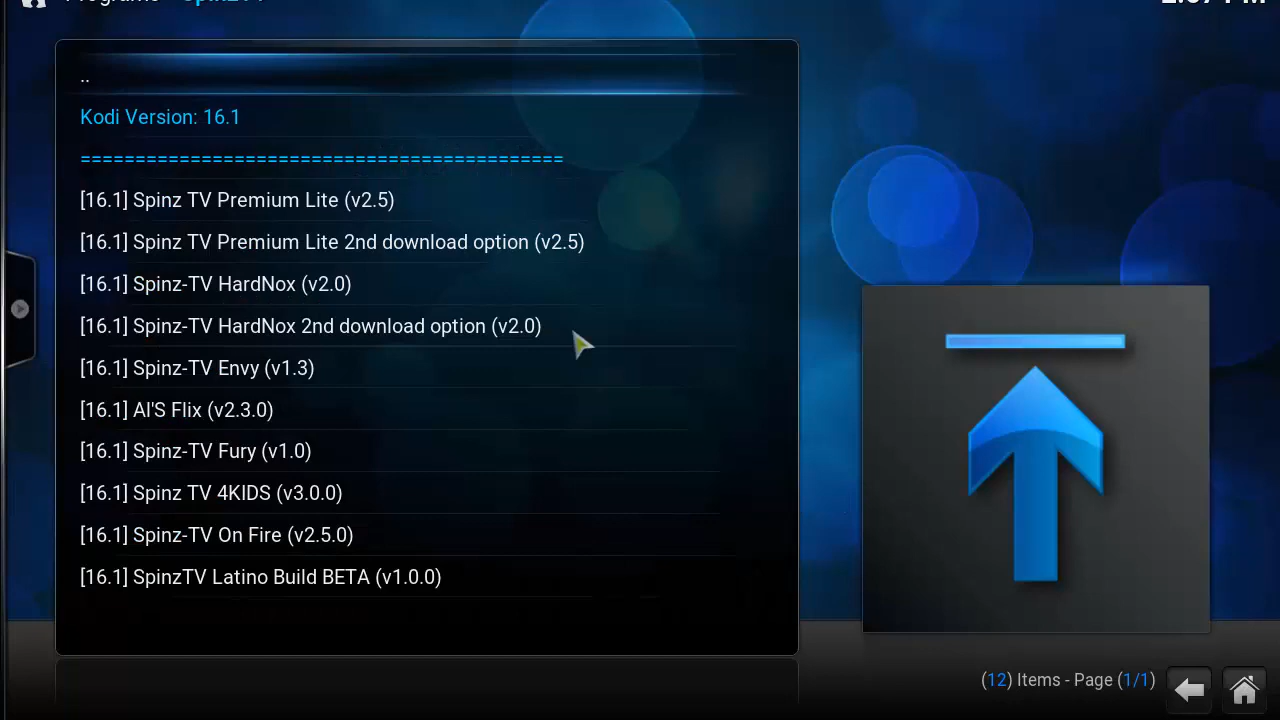 ..
Kodi Version: 16.1
============================================
[16.1] Spinz TV Premium Lite (v2.5)
[16.1] Spinz TV Premium Lite 2nd download option (v2.5)
[16.1] Spinz-TV HardNox (v2.0)
[16.1] Spinz-TV HardNox 2nd download option (v2.0)
[16.1] Spinz-TV Envy (v1.3)
[16.1] Al'S Flix (v2.3.0)
[16.1] Spinz-TV Fury (v1.0)
[16.1] Spinz TV 4KIDS (v3.0.0)
[16.1] Spinz-TV On Fire (v2.5.0)
[16.1] SpinzTV Latino Build BETA (v1.0.0)
(12) Items - Page (1/1)